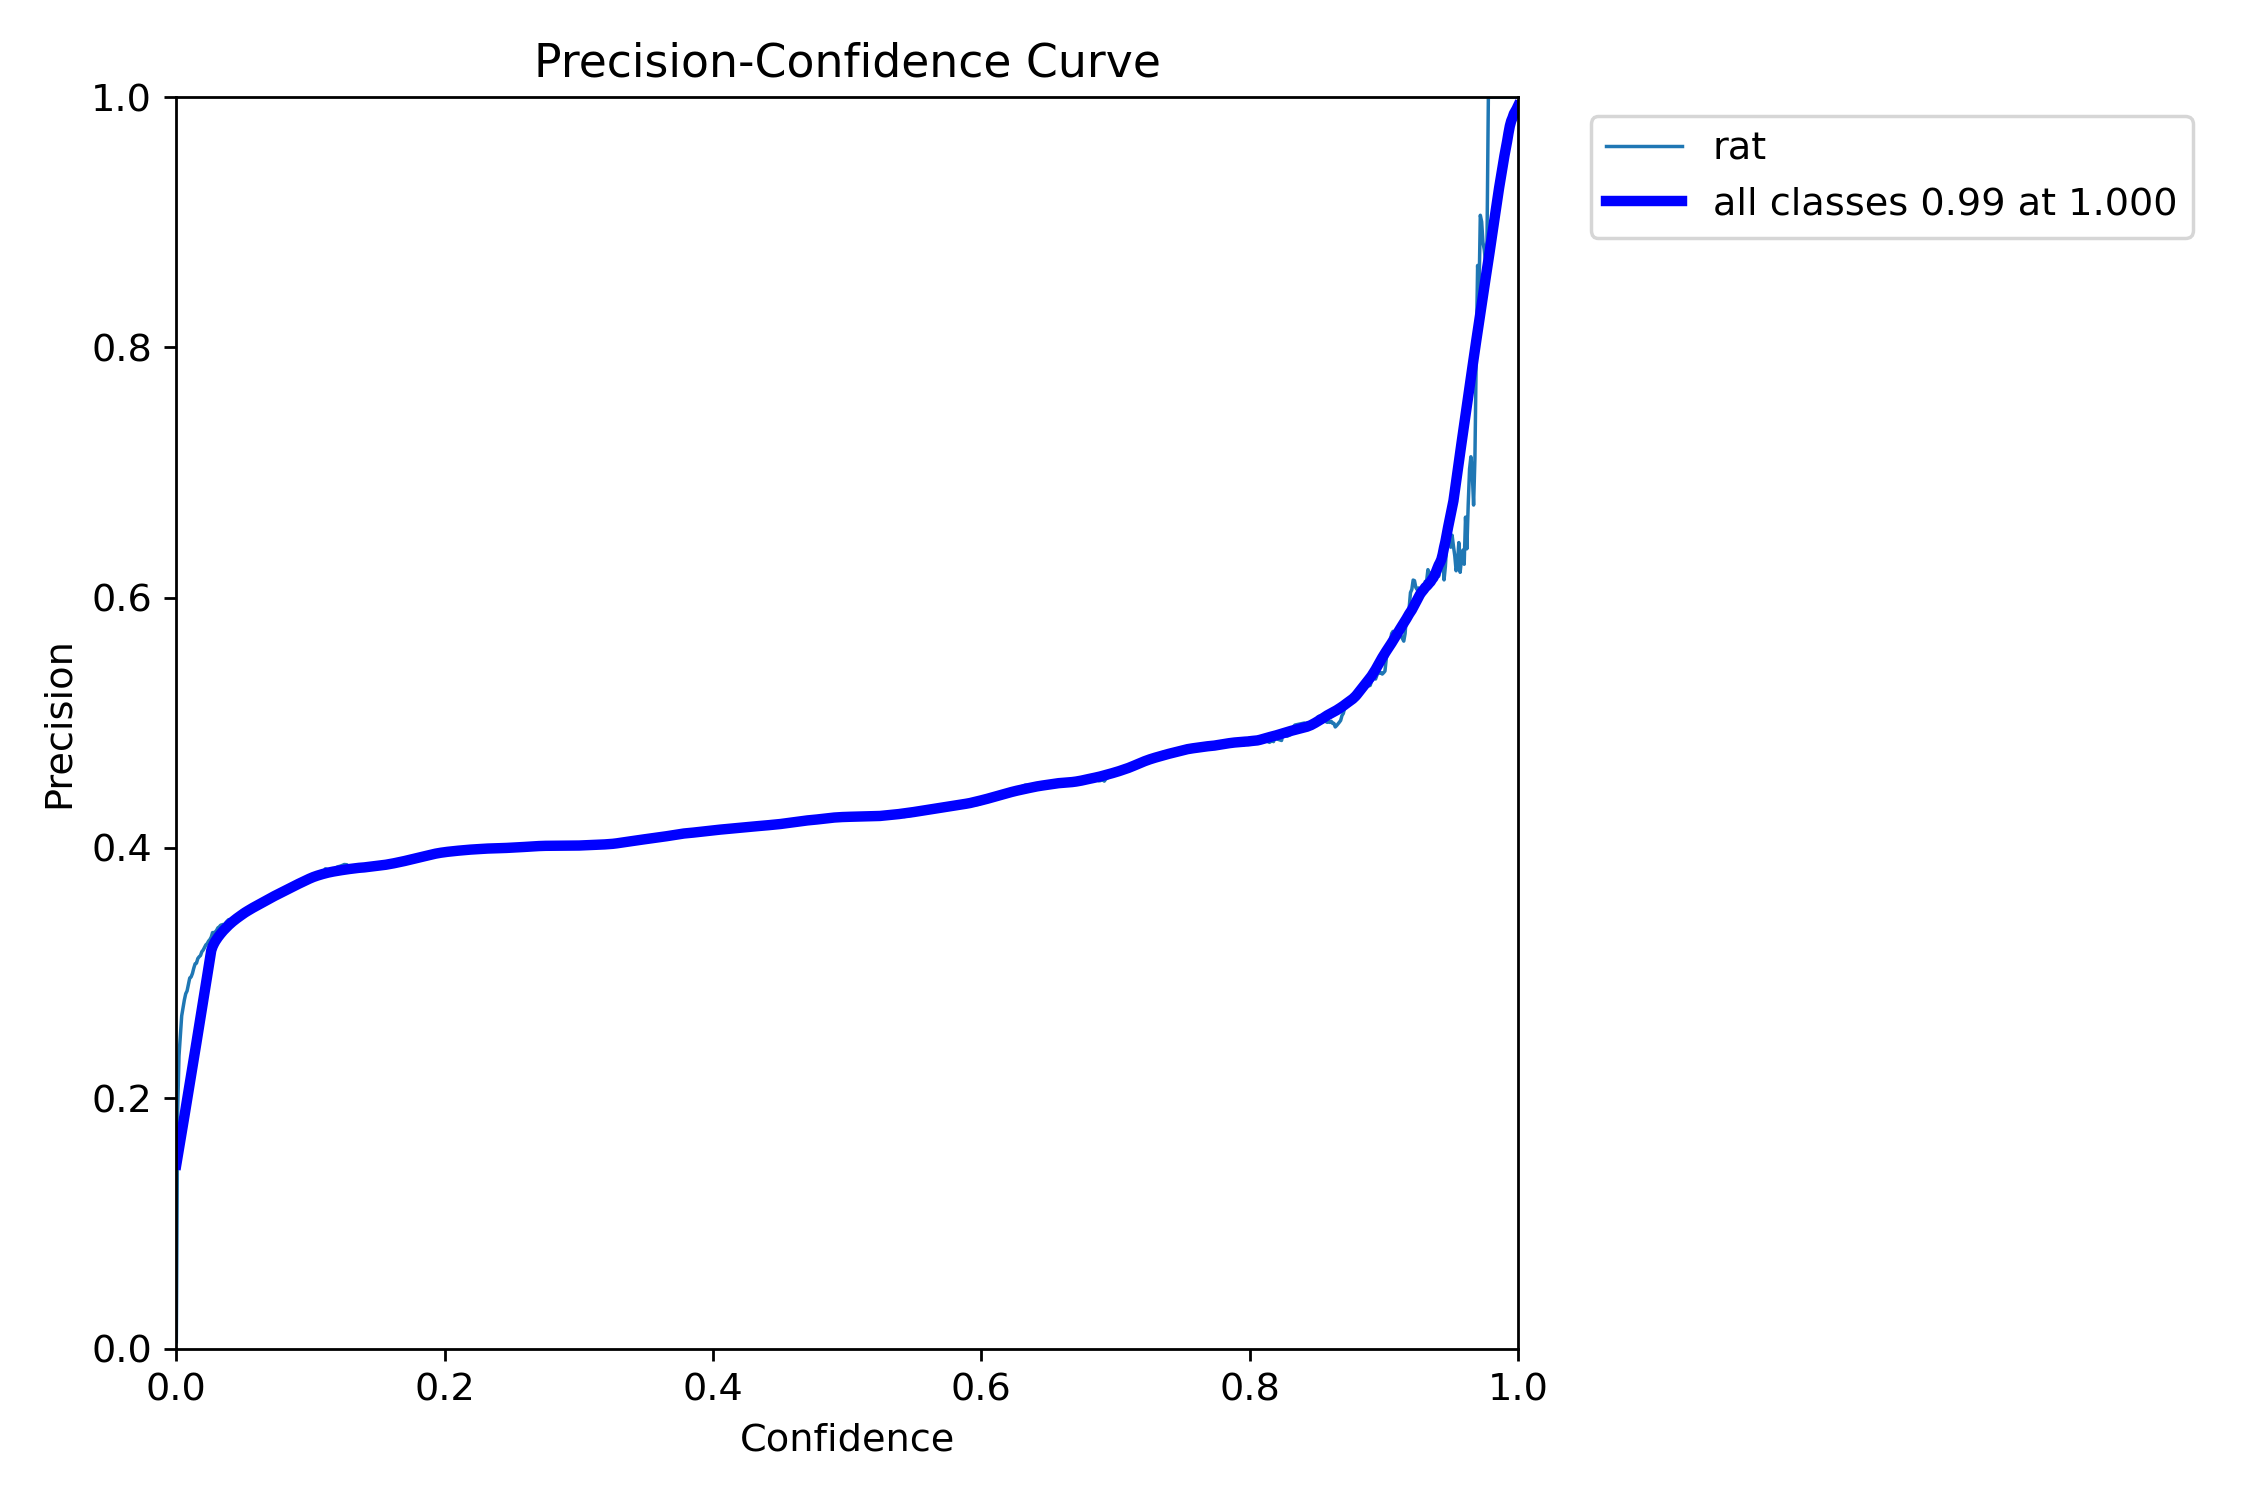 Precision-Confidence Curve
1.0
0.8
0.6
0.4
0.2
0.0
Precision
0.0 0.2 0.4 0.6 0.8 1.0
Confidence
rat
all classes 0.99 at 1.000